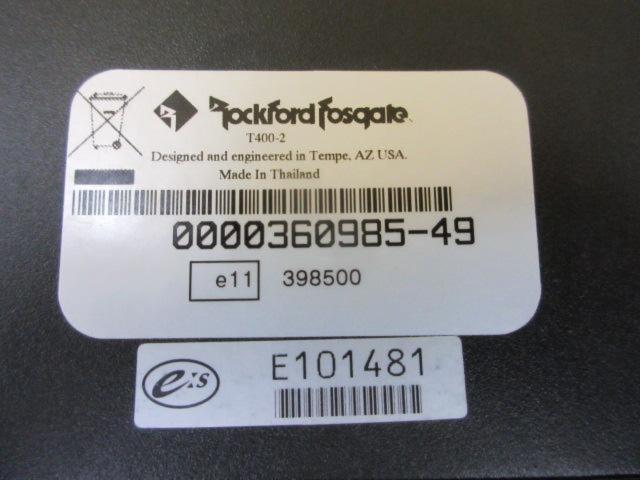 Rockford Fosgate
T400-2
Designed and engineered in Tempe, AZ USA.
Made In Thailand
0000360985-49
e11 398500
exs E101481